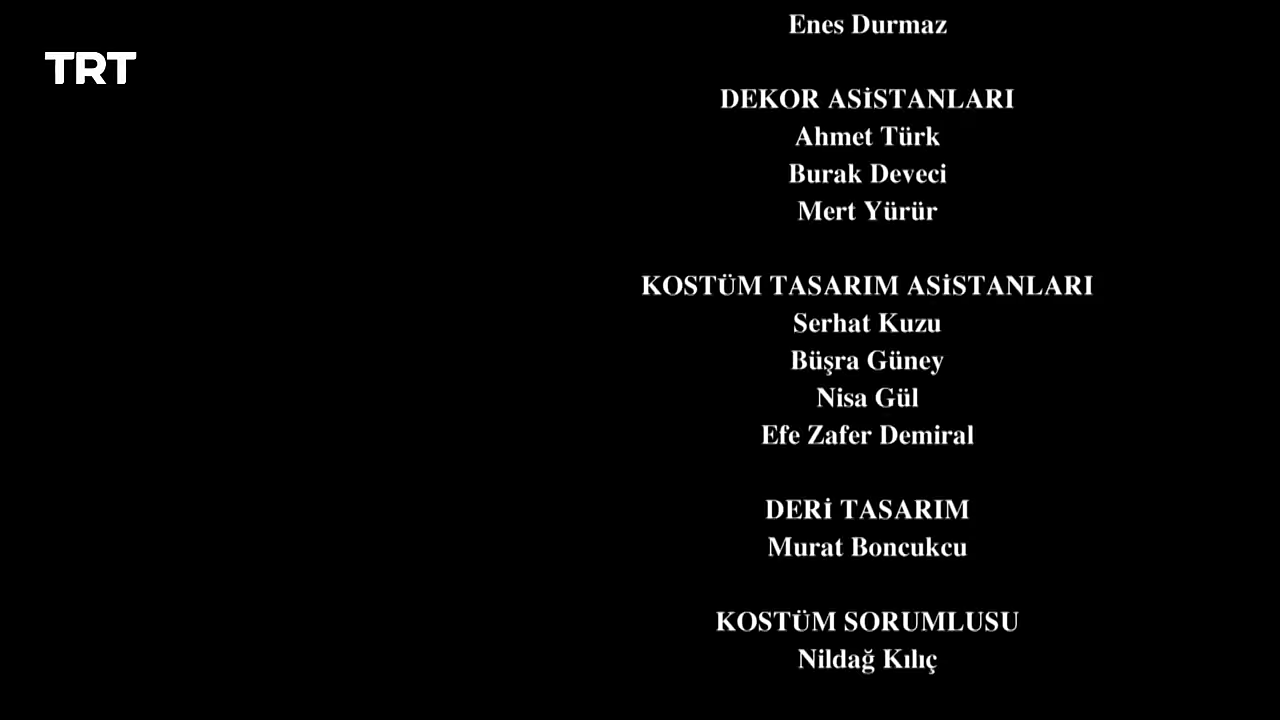 TRT
Enes Durmaz
DEKOR ASİSTANLARI
Ahmet Türk
Burak Deveci
Mert Yürür
KOSTÜM TASARIM ASİSTANLARI
Serhat Kuzu
Büşra Güney
Nisa Gül
Efe Zafer Demiral
DERİ TASARIM
Murat Boncukcu
KOSTÜM SORUMLUSU
Nildağ Kılıç